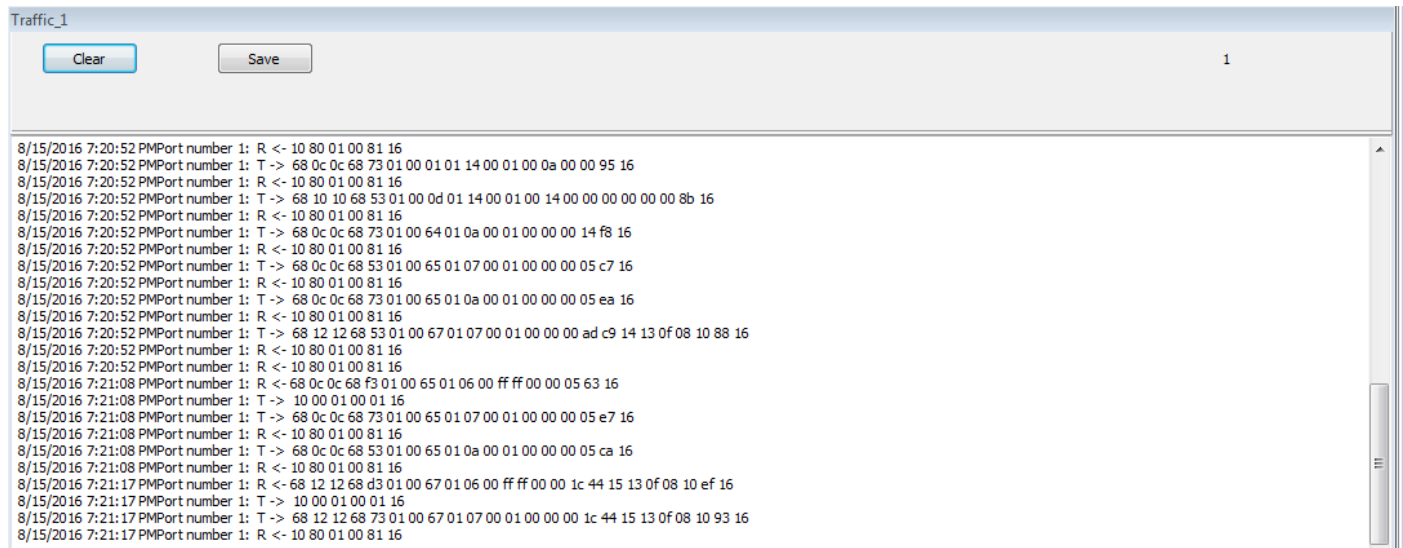 Traffic_1
Clear Save 1
8/15/2016 7:20:52 PMPort number 1: R <- 10 80 01 00 81 16
8/15/2016 7:20:52 PMPort number 1: T -> 68 0c 0c 68 73 01 00 01 01 14 00 01 00 0a 00 00 95 16
8/15/2016 7:20:52 PMPort number 1: R <- 10 80 01 00 81 16
8/15/2016 7:20:52 PMPort number 1: T -> 68 10 10 68 53 01 00 0d 01 14 00 01 00 14 00 00 00 00 00 00 00 8b 16
8/15/2016 7:20:52 PMPort number 1: R <- 10 80 01 00 81 16
8/15/2016 7:20:52 PMPort number 1: T -> 68 0c 0c 68 73 01 00 64 01 0a 00 01 00 00 00 14 f8 16
8/15/2016 7:20:52 PMPort number 1: R <- 10 80 01 00 81 16
8/15/2016 7:20:52 PMPort number 1: T -> 68 0c 0c 68 53 01 00 65 01 07 00 01 00 00 00 05 c7 16
8/15/2016 7:20:52 PMPort number 1: R <- 10 80 01 00 81 16
8/15/2016 7:20:52 PMPort number 1: T -> 68 0c 0c 68 73 01 00 65 01 0a 00 01 00 00 00 05 ea 16
8/15/2016 7:20:52 PMPort number 1: R <- 10 80 01 00 81 16
8/15/2016 7:20:52 PMPort number 1: T -> 68 12 12 68 53 01 00 67 01 07 00 01 00 00 00 ad c9 14 13 0f 08 10 88 16
8/15/2016 7:20:52 PMPort number 1: R <- 10 80 01 00 81 16
8/15/2016 7:20:52 PMPort number 1: R <- 10 80 01 00 81 16
8/15/2016 7:21:08 PMPort number 1: R <- 68 0c 0c 68 f3 01 00 65 01 06 00 ff ff 00 00 05 63 16
8/15/2016 7:21:08 PMPort number 1: T -> 10 00 01 00 01 16
8/15/2016 7:21:08 PMPort number 1: T -> 68 0c 0c 68 73 01 00 65 01 07 00 01 00 00 00 05 e7 16
8/15/2016 7:21:08 PMPort number 1: R <- 10 80 01 00 81 16
8/15/2016 7:21:08 PMPort number 1: T -> 68 0c 0c 68 53 01 00 65 01 0a 00 01 00 00 00 05 ca 16
8/15/2016 7:21:08 PMPort number 1: R <- 10 80 01 00 81 16
8/15/2016 7:21:17 PMPort number 1: R <- 68 12 12 68 d3 01 00 67 01 06 00 ff ff 00 00 1c 44 15 13 0f 08 10 ef 16
8/15/2016 7:21:17 PMPort number 1: T -> 10 00 01 00 01 16
8/15/2016 7:21:17 PMPort number 1: T -> 68 12 12 68 73 01 00 67 01 07 00 01 00 00 00 1c 44 15 13 0f 08 10 93 16
8/15/2016 7:21:17 PMPort number 1: R <- 10 80 01 00 81 16